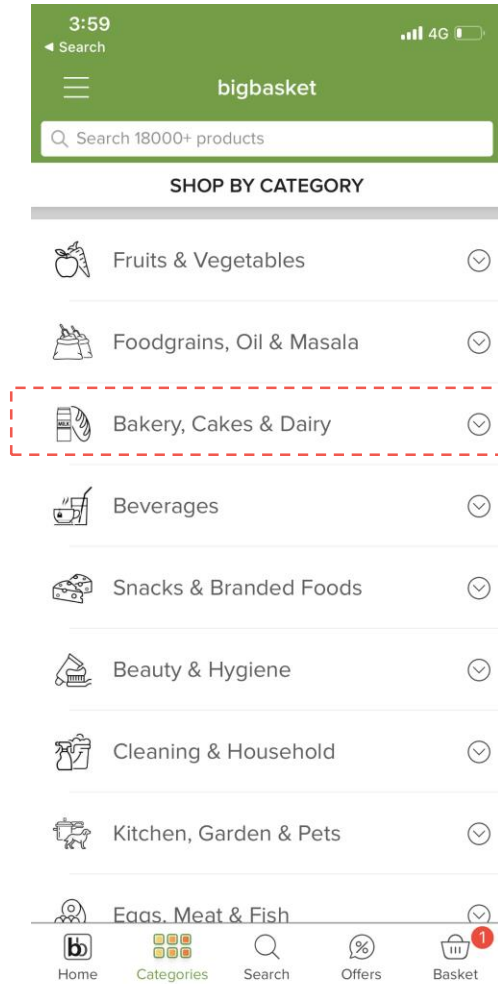 3:59
4G
◀ Search
bigbasket
Search 18000+ products
SHOP BY CATEGORY
Fruits & Vegetables
Foodgrains, Oil & Masala
MILK
Bakery, Cakes & Dairy
Beverages
Snacks & Branded Foods
Beauty & Hygiene
Cleaning & Household
Kitchen, Garden & Pets
Eggs, Meat & Fish
bb
%
1
Home
Categories
Search
Offers
Basket